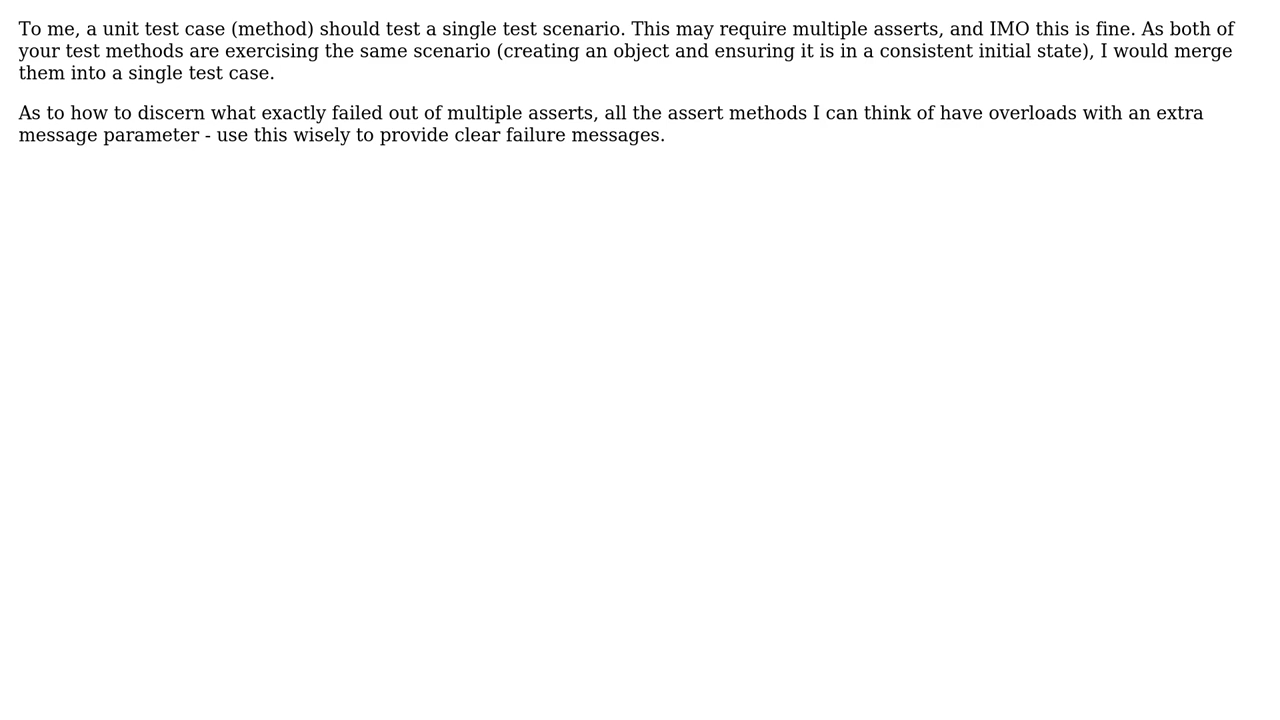 To me, a unit test case (method) should test a single test scenario. This may require multiple asserts, and IMO this is fine. As both of
your test methods are exercising the same scenario (creating an object and ensuring it is in a consistent initial state), I would merge
them into a single test case.
As to how to discern what exactly failed out of multiple asserts, all the assert methods I can think of have overloads with an extra
message parameter - use this wisely to provide clear failure messages.